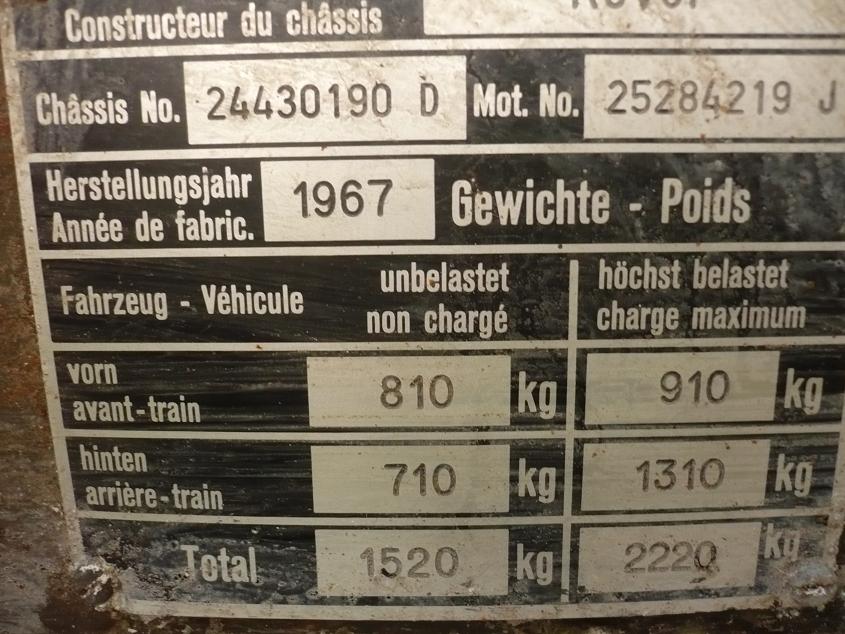 Constructeur du châssis Rover
Châssis No. 24430190 D Mot. No. 25284219 J
Herstellungsjahr
Année de fabric. 1967 Gewichte - Poids
Fahrzeug - Véhicule unbelastet höchst belastet
non chargé charge maximum
vorn
avant-train 810 kg 910 kg
hinten
arrière-train 710 kg 1310 kg
Total 1520 kg 2220 kg